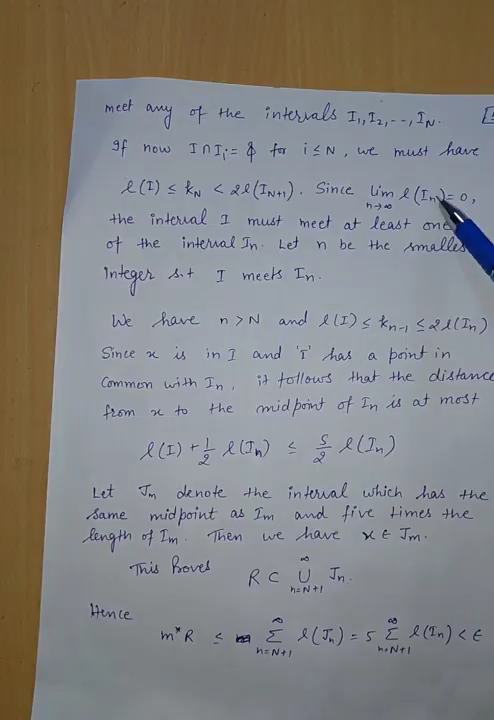 meet any of the intervals I₁, I₂, --, I_N.
If now I ∩ I_i = ϕ for i ≤ N, we must have
l(I) ≤ k_N < 2l(I_{N+1}). Since lim_{n→∞} l(I_n) = 0,
the interval I must meet at least one
of the interval I_n. Let n be the smalles
integer s.t I meets I_n.
We have n > N and l(I) ≤ k_{n-1} ≤ 2l(I_n)
Since x is in I and 'I' has a point in
common with I_n, it follows that the distance
from x to the midpoint of I_n is at most
l(I) + 1/2 l(I_n) ≤ 5/2 l(I_n)
Let J_m denote the interval which has the
same midpoint as I_m and five times the
length of I_m. Then we have x ∈ J_m.
This Proves R ⊂ ∪_{n=N+1}^∞ J_n.
Hence
m*R ≤ Σ_{n=N+1}^∞ l(J_n) = 5 Σ_{n=N+1}^∞ l(I_n) < ε